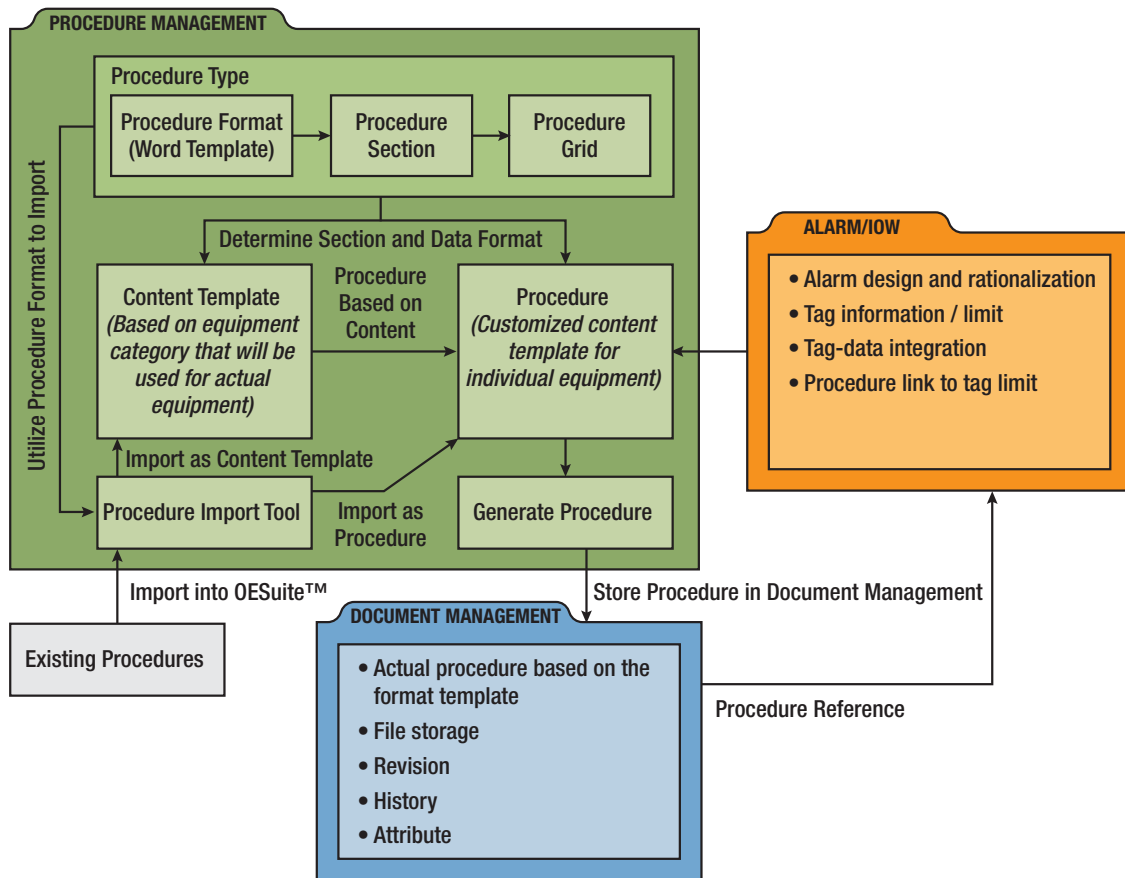 PROCEDURE MANAGEMENT
Procedure Type
Procedure Format
(Word Template)
Procedure
Section
Procedure
Grid
Utilize Procedure Format to Import
Determine Section and Data Format
Content Template
(Based on equipment
category that will be
used for actual
equipment)
Procedure
Based on
Content
Procedure
(Customized content
template for
individual equipment)
Import as Content Template
Procedure Import Tool
Import as
Procedure
Generate Procedure
ALARM/IOW
• Alarm design and rationalization
• Tag information / limit
• Tag-data integration
• Procedure link to tag limit
Import into OESuite™
Existing Procedures
Store Procedure in Document Management
DOCUMENT MANAGEMENT
• Actual procedure based on the
format template
• File storage
• Revision
• History
• Attribute
Procedure Reference